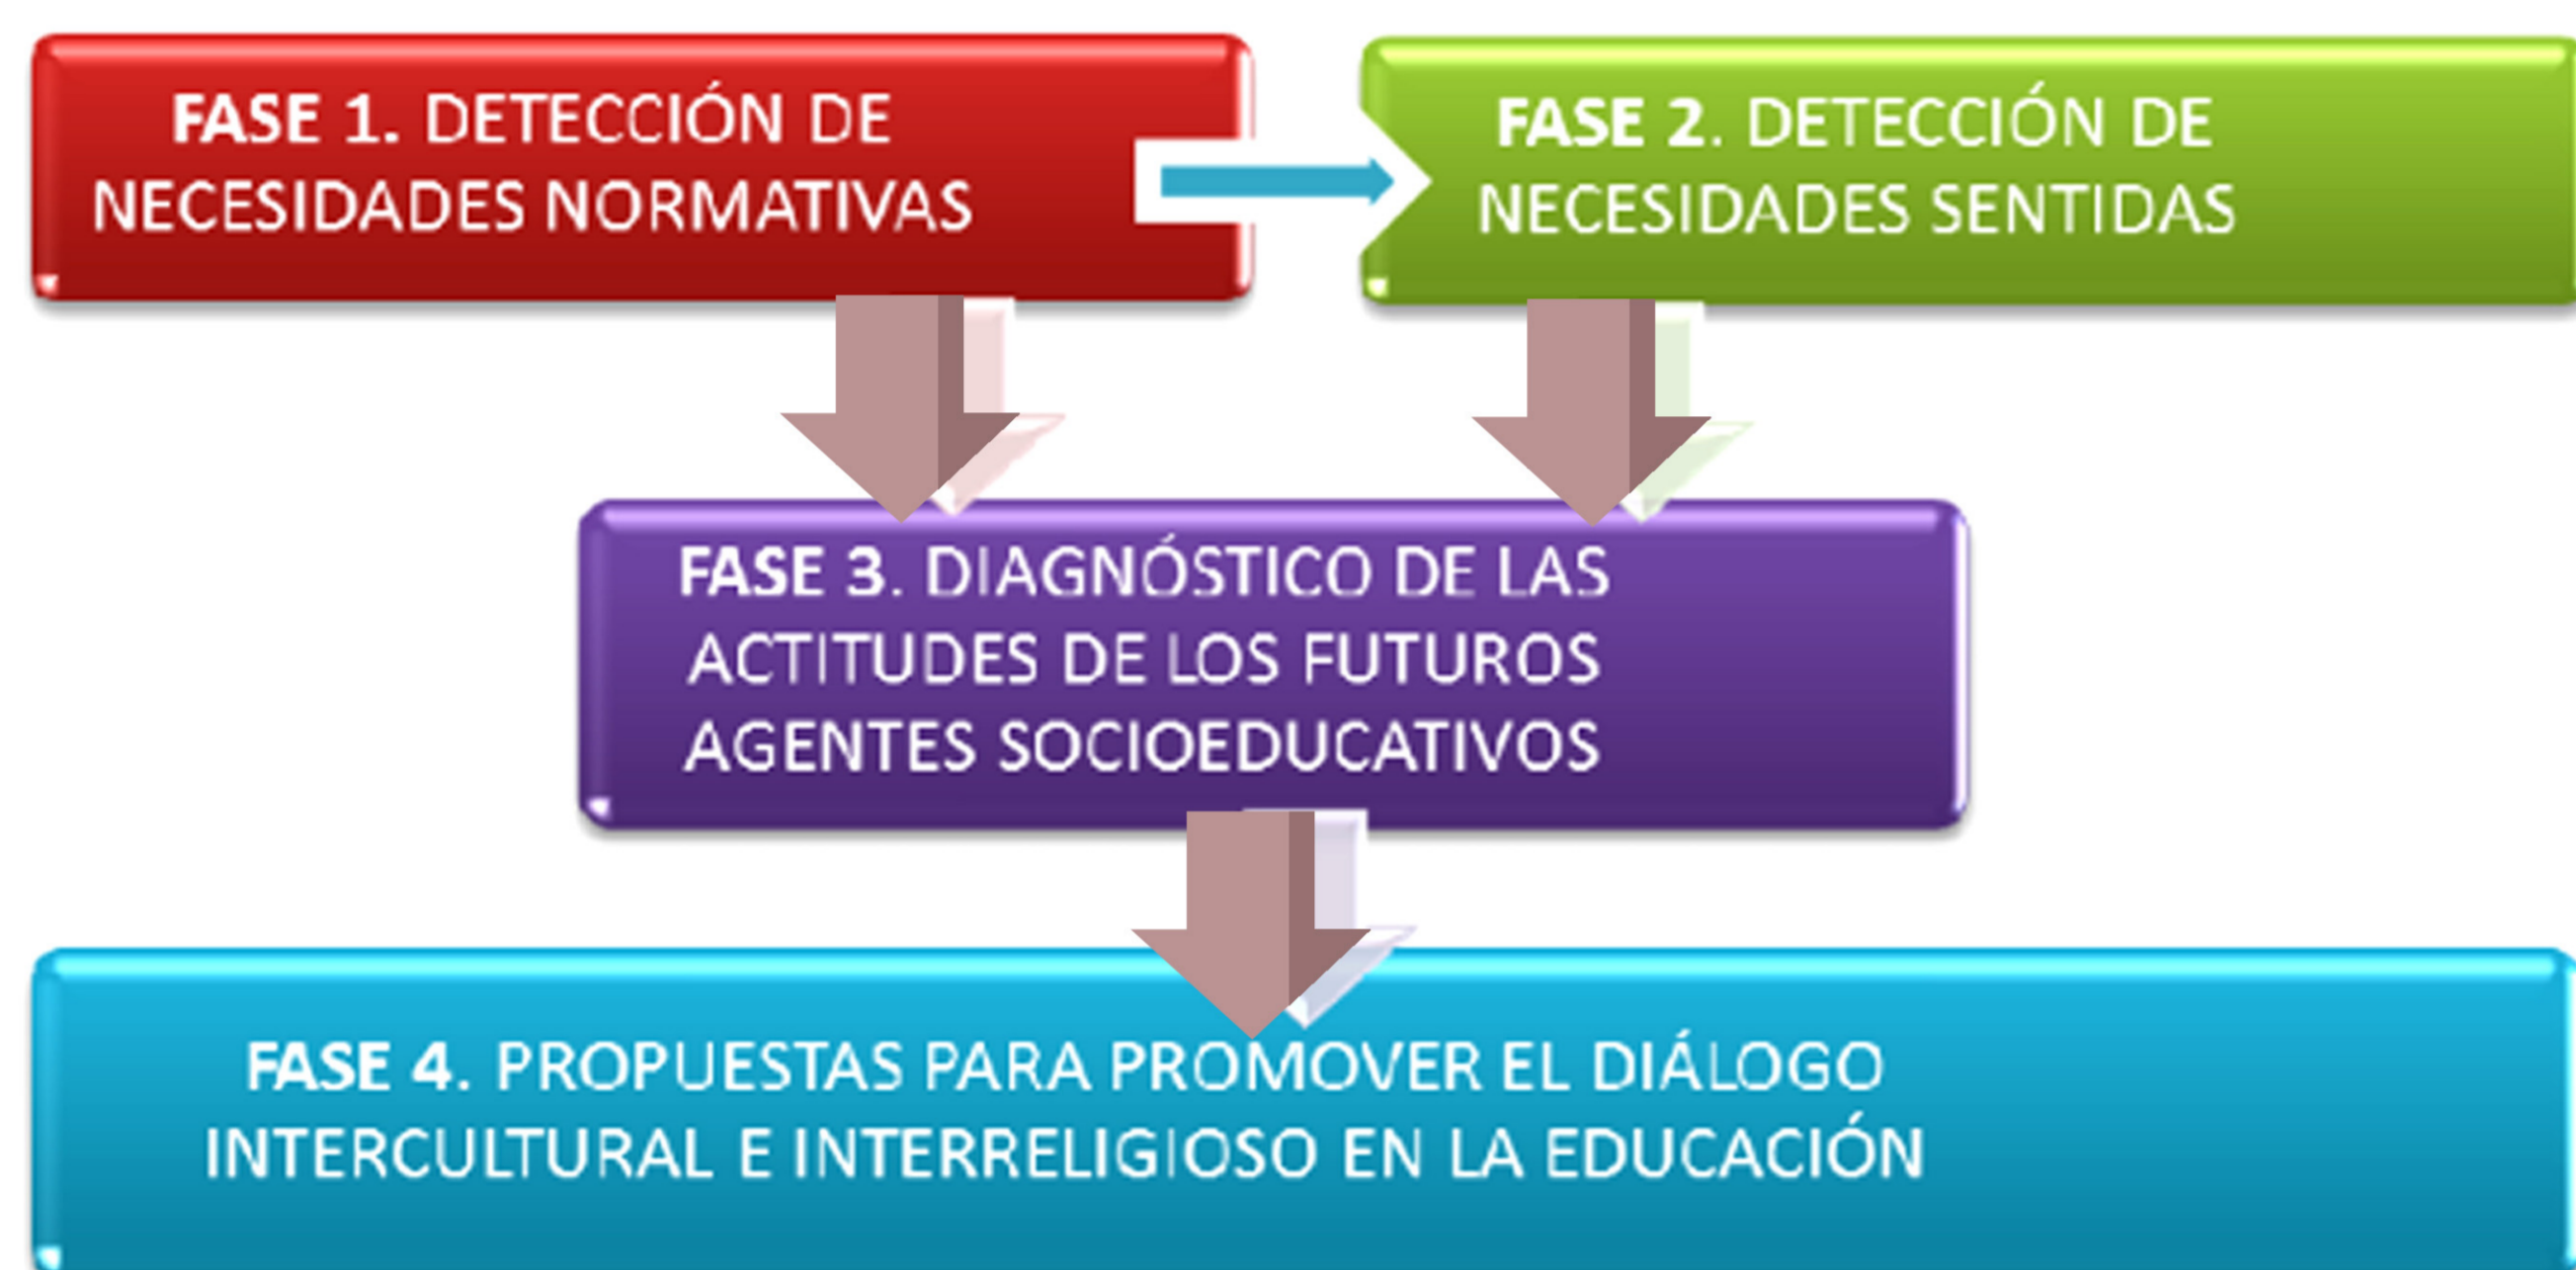 FASE 1. DETECCIÓN DE
NECESIDADES NORMATIVAS
FASE 2. DETECCIÓN DE
NECESIDADES SENTIDAS
FASE 3. DIAGNÓSTICO DE LAS
ACTITUDES DE LOS FUTUROS
AGENTES SOCIOEDUCATIVOS
FASE 4. PROPUESTAS PARA PROMOVER EL DIÁLOGO
INTERCULTURAL E INTERRELIGIOSO EN LA EDUCACIÓN